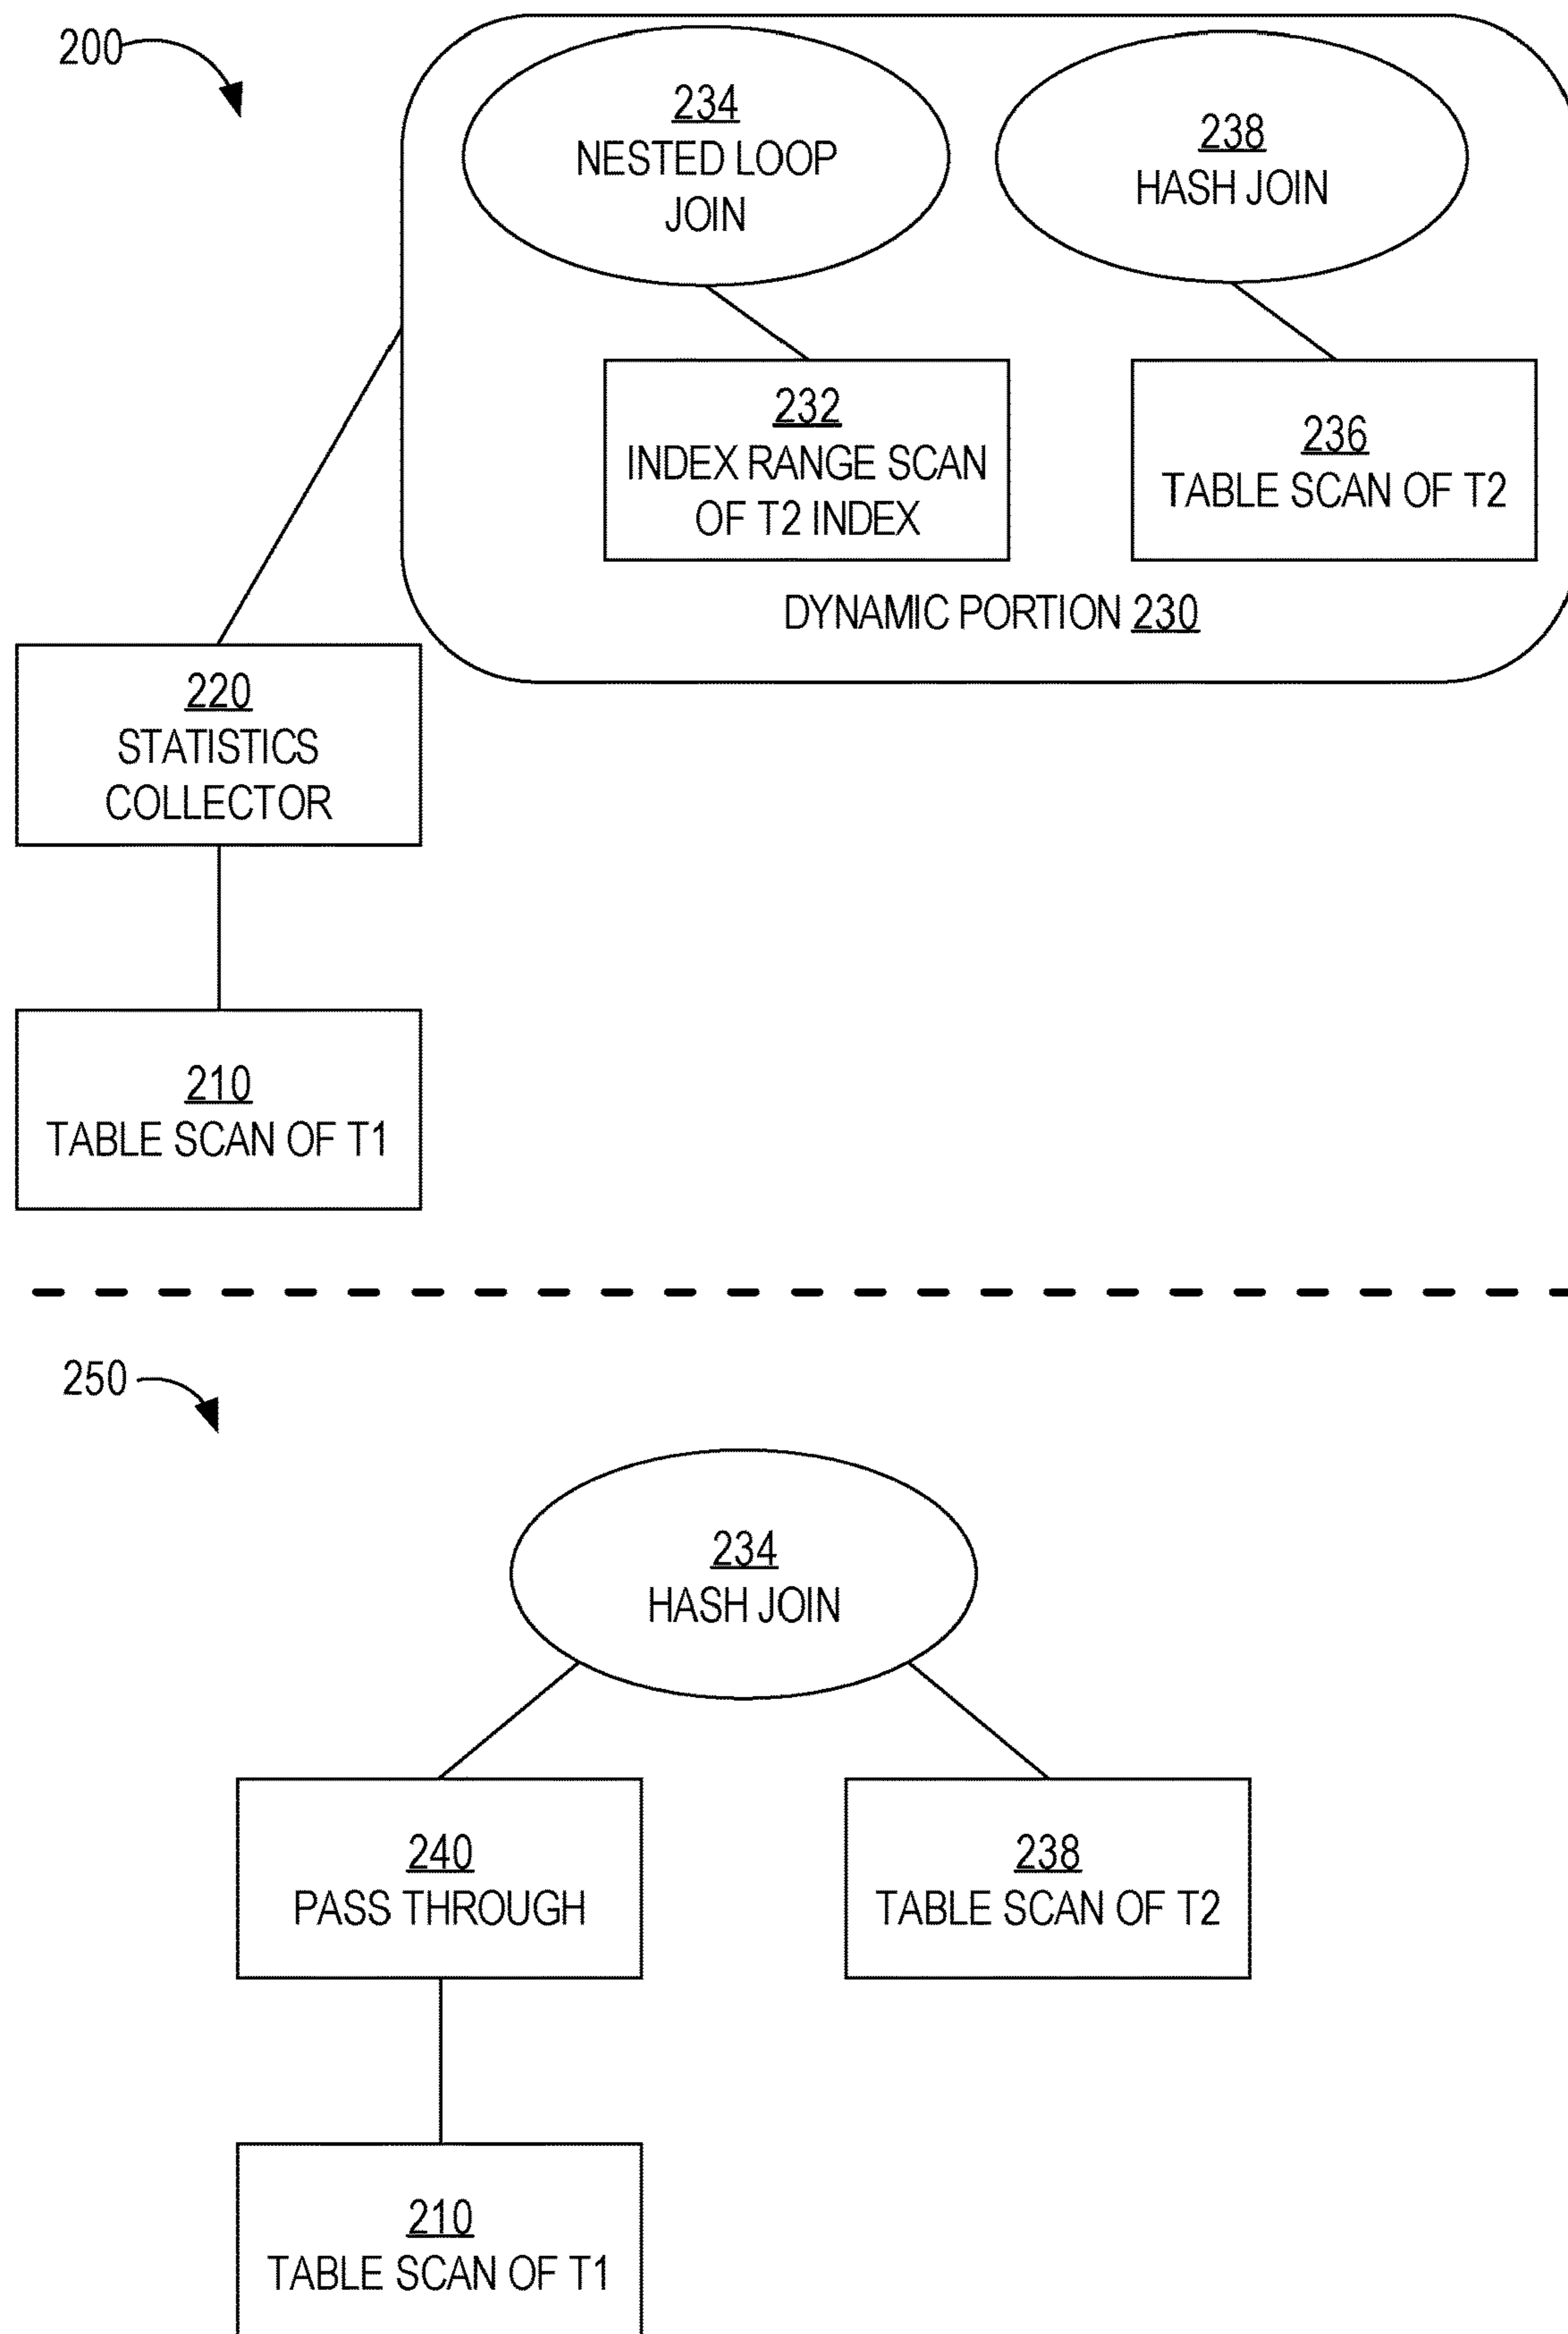 200
234
NESTED LOOP
JOIN
238
HASH JOIN
232
INDEX RANGE SCAN
OF T2 INDEX
236
TABLE SCAN OF T2
DYNAMIC PORTION 230
220
STATISTICS
COLLECTOR
210
TABLE SCAN OF T1
250
234
HASH JOIN
240
PASS THROUGH
238
TABLE SCAN OF T2
210
TABLE SCAN OF T1